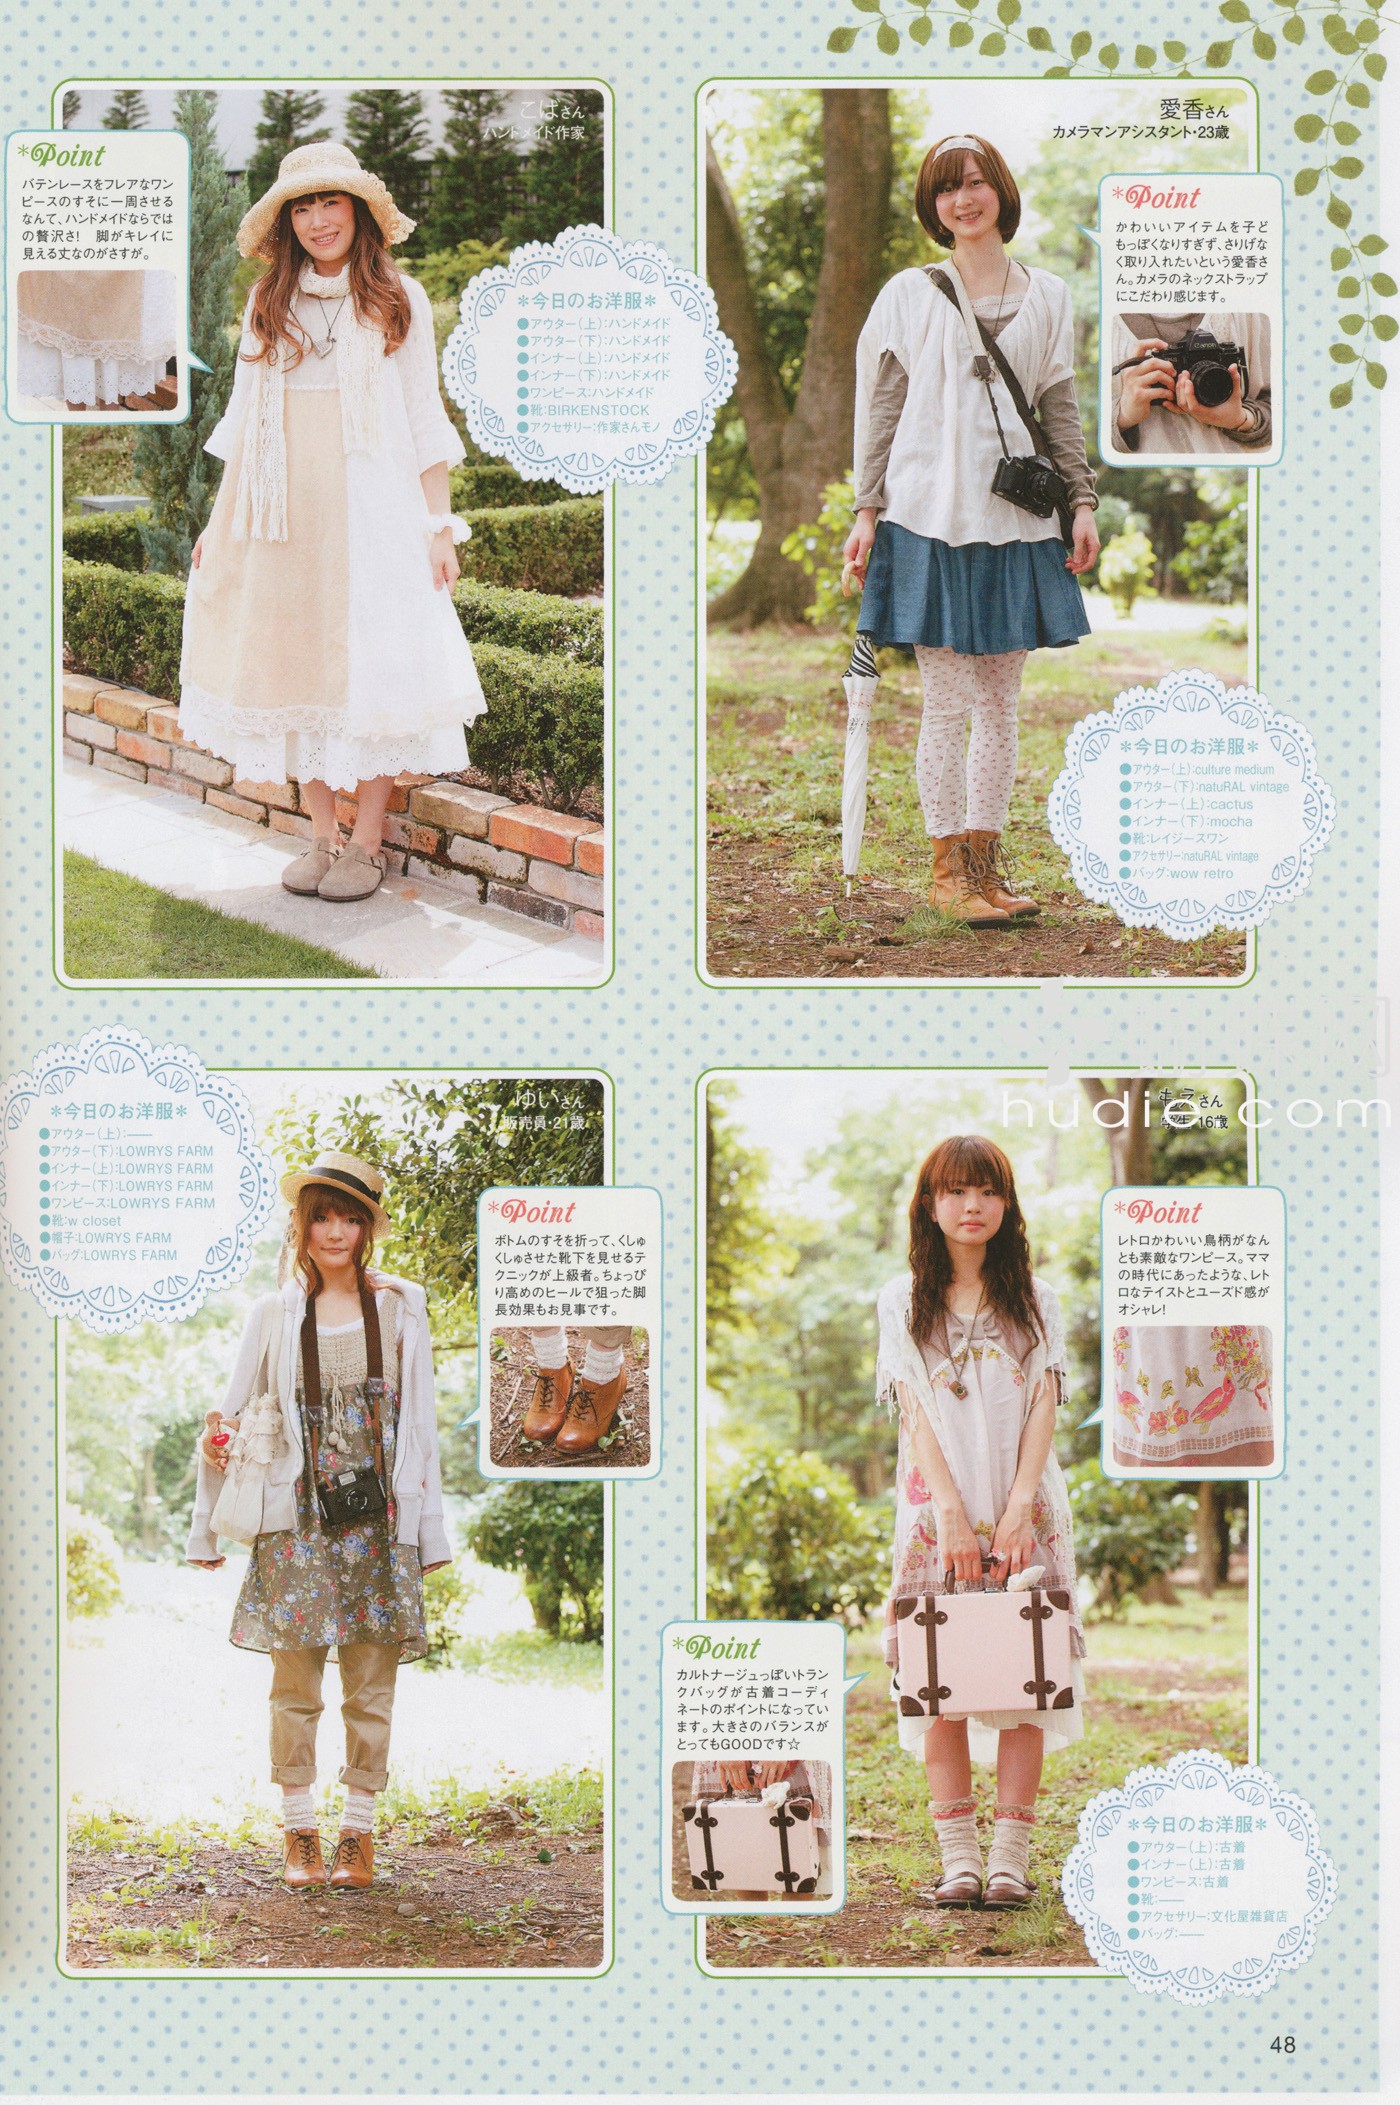 こばさん
ハンドメイド作家
*Point
バテンレースをフレアなワン
ピースのすそに一周させる
なんて、ハンドメイドならでは
の贅沢さ! 脚がキレイに
見える丈なのがさすが。
*今日のお洋服*
●アウター(上):ハンドメイド
●アウター(下):ハンドメイド
●インナー(上):ハンドメイド
●インナー(下):ハンドメイド
●ワンピース:ハンドメイド
●靴:BIRKENSTOCK
●アクセサリー:作家さんモノ
愛香さん
カメラマンアシスタント・23歳
*Point
かわいいアイテムを子ど
もっぽくなりすぎず、さりげな
く取り入れたいという愛香さ
ん。カメラのネックストラップ
にこだわり感じます。
Canon
*今日のお洋服*
●アウター(上):culture medium
●アウター(下):natuRAL vintage
●インナー(上):cactus
●インナー(下):mocha
●靴:レイジースワン
●アクセサリー:natuRAL vintage
●バッグ:wow retro
*今日のお洋服*
●アウター(上):——
●アウター(下):LOWRYS FARM
●インナー(上):LOWRYS FARM
●インナー(下):LOWRYS FARM
●ワンピース:LOWRYS FARM
●靴:w closet
●帽子:LOWRYS FARM
●バッグ:LOWRYS FARM
ゆいさん
販売員・21歳
*Point
ボトムのすそを折って、くしゅ
くしゅさせた靴下を見せるテ
クニックが上級者。ちょっぴ
り高めのヒールで狙った脚
長効果もお見事です。
もえさん
学生・16歳
hudie.com
*Point
レトロかわいい鳥柄がなん
とも素敵なワンピース。ママ
の時代にあったような、レト
ロなテイストとユーズド感が
オシャレ!
*Point
カルトナージュっぽいトラン
クバッグが古着コーディ
ネートのポイントになってい
ます。大きさのバランスが
とってもGOODです☆
*今日のお洋服*
●アウター(上):古着
●インナー(上):古着
●ワンピース:古着
●靴:——
●アクセサリー:文化屋雑貨店
●バッグ:——
48